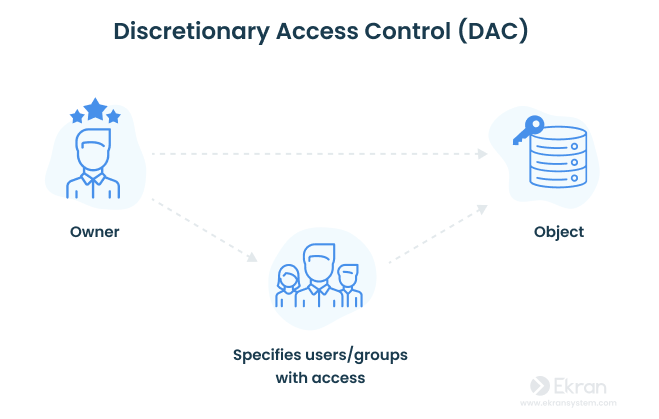 Discretionary Access Control (DAC)
Owner
Object
Specifies users/groups
with access
Ekran
www.ekransystem.com